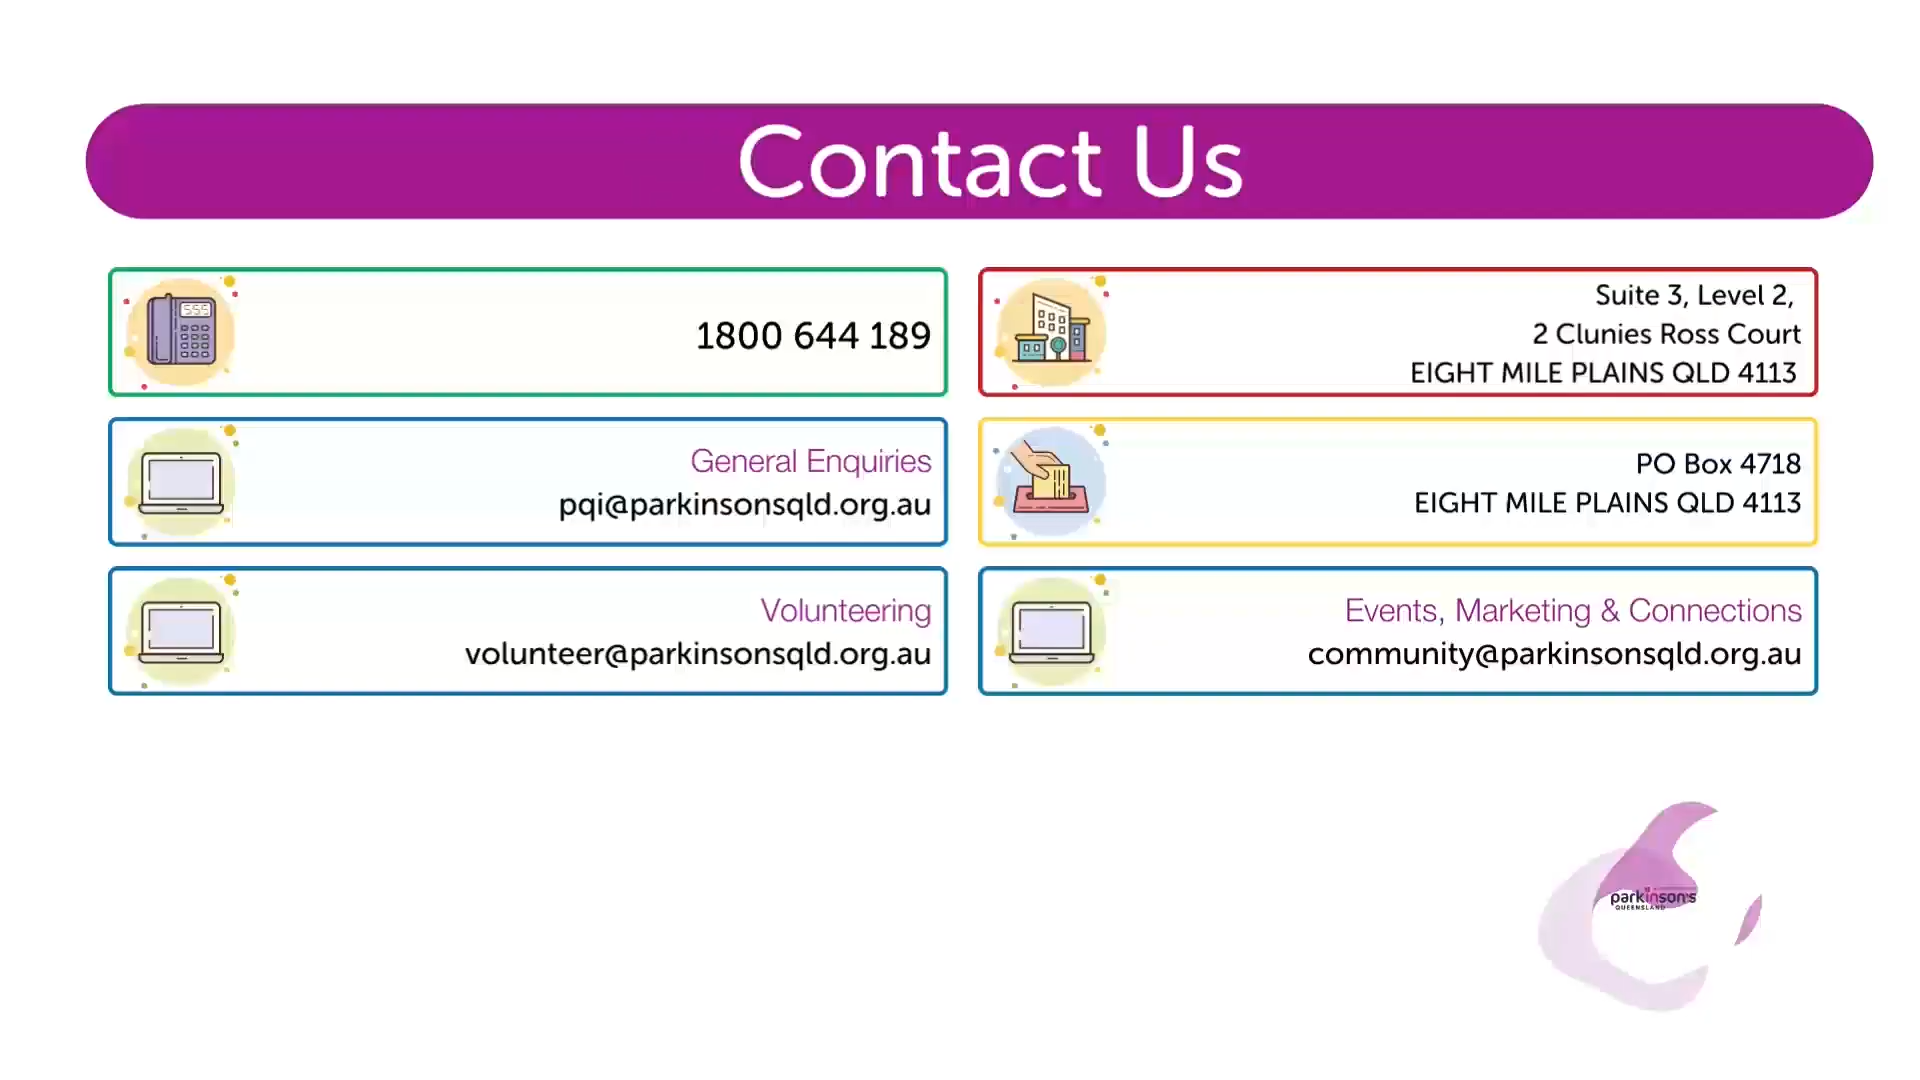 Contact Us
555
1800 644 189
Suite 3, Level 2,
2 Clunies Ross Court
EIGHT MILE PLAINS QLD 4113
General Enquiries
pqi@parkinsonsqld.org.au
PO Box 4718
EIGHT MILE PLAINS QLD 4113
Volunteering
volunteer@parkinsonsqld.org.au
Events, Marketing & Connections
community@parkinsonsqld.org.au
parkinson's
QUEENSLAND